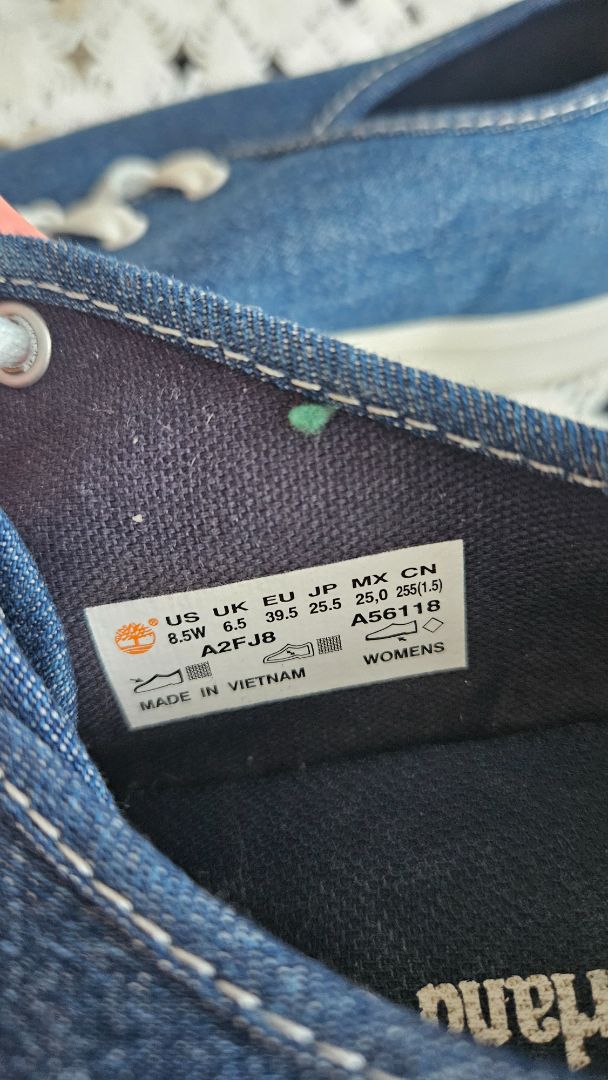 US UK EU JP MX CN
8.5W 6.5 39.5 25.5 25,0 255(1.5)
A2FJ8 A56118
MADE IN VIETNAM WOMENS